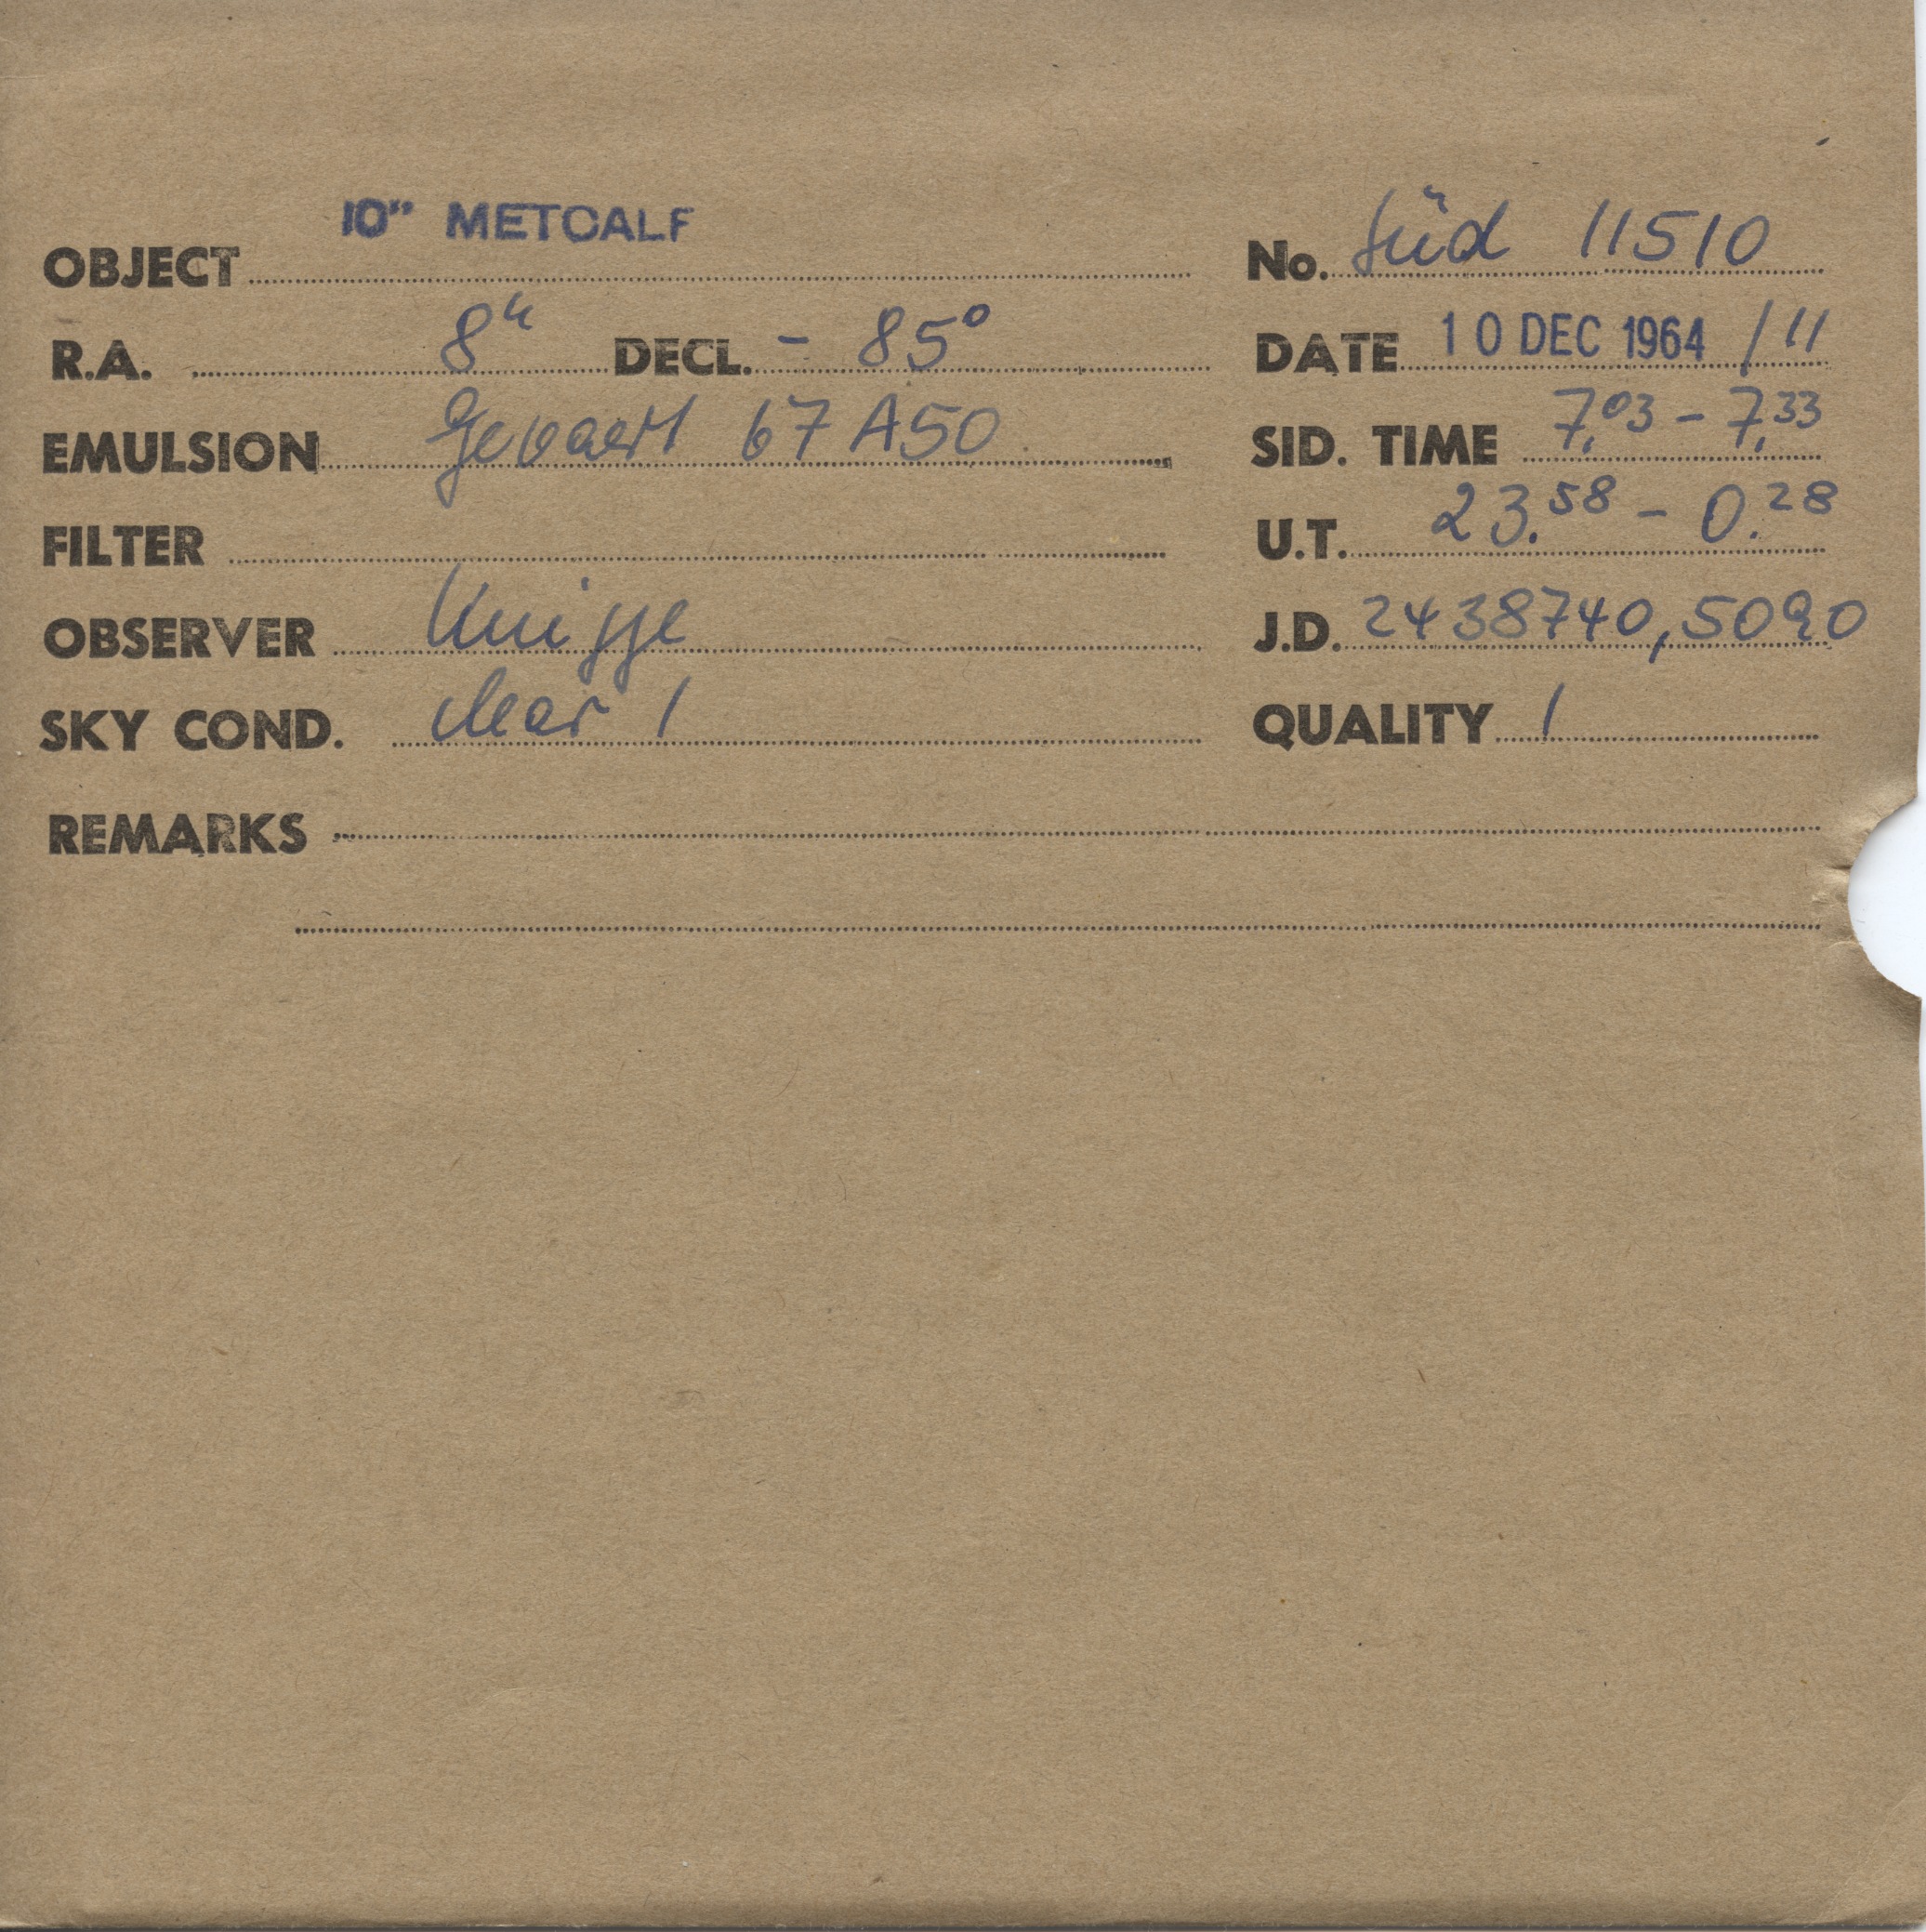 10" METCALF
OBJECT No. Süd 11510
R.A. 8h DECL. - 85° DATE 10 DEC 1964 / 11
EMULSION Gevaert 67 A50 SID. TIME 7,03 - 7,33
FILTER U.T. 23.58 - 0.28
OBSERVER Knigge J.D. 2438740,5090
SKY COND. clear 1 QUALITY 1
REMARKS